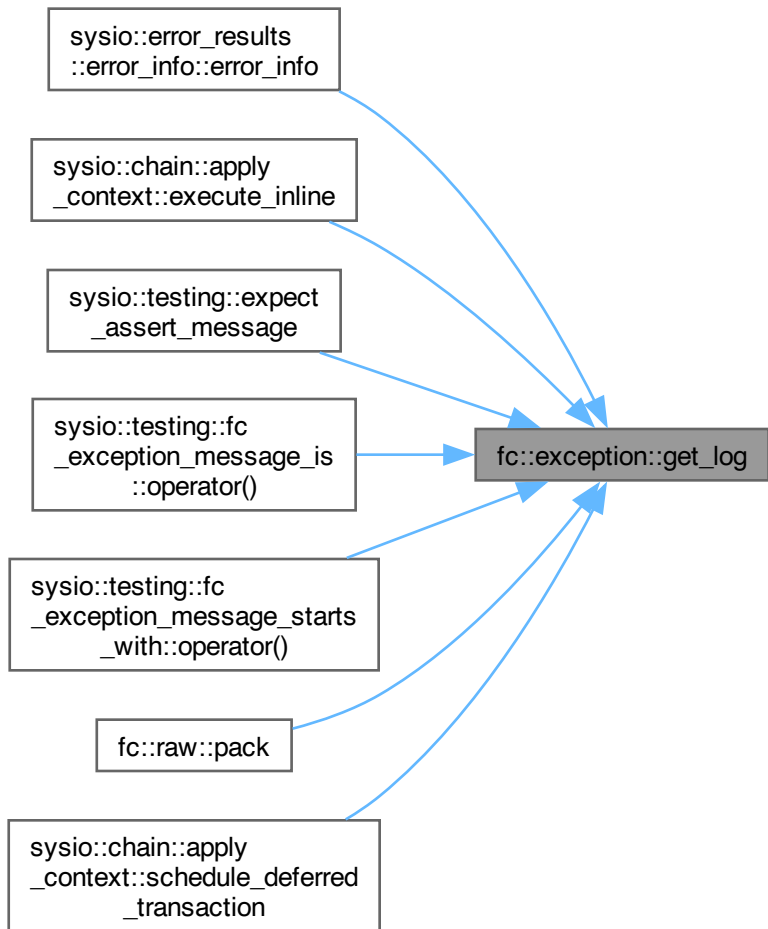 sysio::error_results
::error_info::error_info
sysio::chain::apply
_context::execute_inline
sysio::testing::expect
_assert_message
sysio::testing::fc
_exception_message_is
::operator()
fc::exception::get_log
sysio::testing::fc
_exception_message_starts
_with::operator()
fc::raw::pack
sysio::chain::apply
_context::schedule_deferred
_transaction